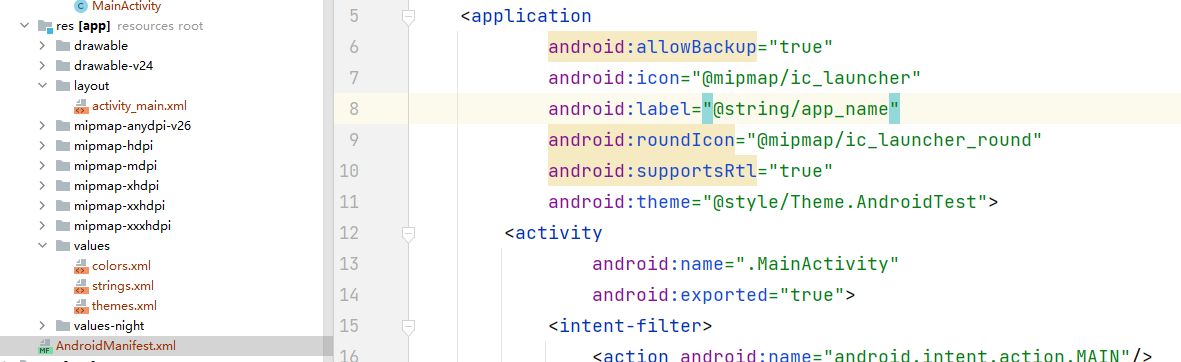 MainActivity
res [app] resources root
drawable
drawable-v24
layout
activity_main.xml
mipmap-anydpi-v26
mipmap-hdpi
mipmap-mdpi
mipmap-xhdpi
mipmap-xxhdpi
mipmap-xxxhdpi
values
colors.xml
strings.xml
themes.xml
values-night
AndroidManifest.xml
5 <application
6 android:allowBackup="true"
7 android:icon="@mipmap/ic_launcher"
8 android:label="@string/app_name"
9 android:roundIcon="@mipmap/ic_launcher_round"
10 android:supportsRtl="true"
11 android:theme="@style/Theme.AndroidTest">
12 <activity
13 android:name=".MainActivity"
14 android:exported="true">
15 <intent-filter>
16 <action android:name="android.intent.action.MAIN"/>